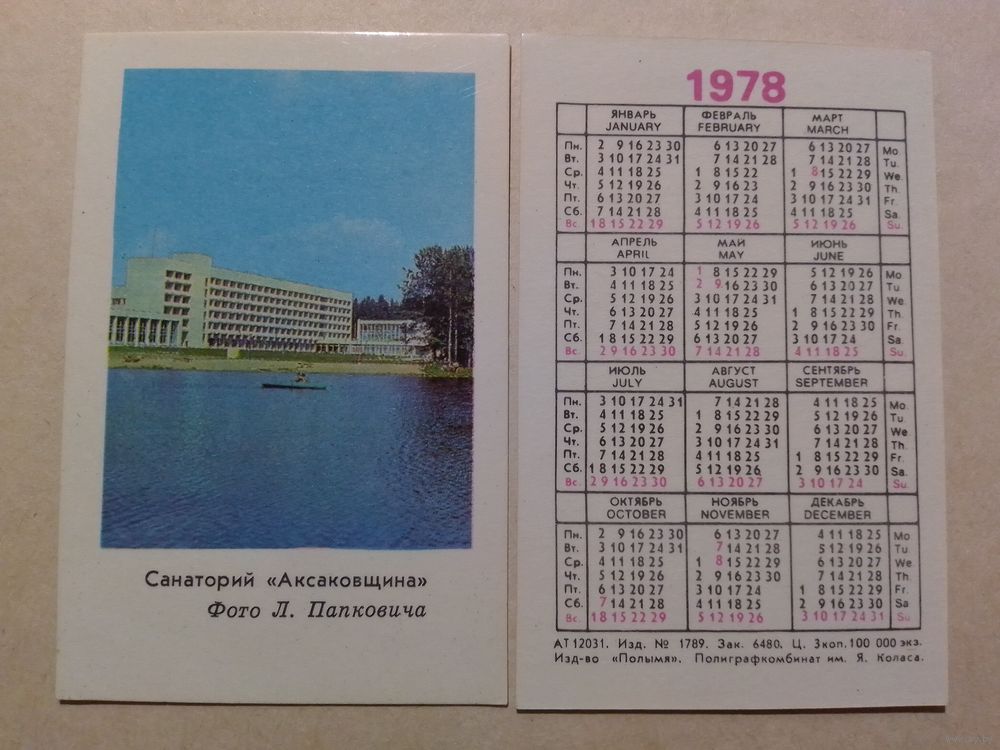 Санаторий «Аксаковщина»
Фото Л. Папковича
1978
ЯНВАРЬ ФЕВРАЛЬ МАРТ
JANUARY FEBRUARY MARCH
Пн. 2 9 16 23 30 6 13 20 27 6 13 20 27 Mo
Вт. 3 10 17 24 31 7 14 21 28 7 14 21 28 Tu.
Ср. 4 11 18 25 1 8 15 22 1 8 15 22 29 We.
Чт. 5 12 19 26 2 9 16 23 2 9 16 23 30 Th.
Пт. 6 13 20 27 3 10 17 24 3 10 17 24 31 Fr.
Сб. 7 14 21 28 4 11 18 25 4 11 18 25 Sa.
Вс. 1 8 15 22 29 5 12 19 26 5 12 19 26 Su.
АПРЕЛЬ МАЙ ИЮНЬ
APRIL MAY JUNE
Пн. 3 10 17 24 1 8 15 22 29 5 12 19 26 Mo
Вт. 4 11 18 25 2 9 16 23 30 6 13 20 27 Tu
Ср. 5 12 19 26 3 10 17 24 31 7 14 21 28 We.
Чт. 6 13 20 27 4 11 18 25 1 8 15 22 29 Th.
Пт. 7 14 21 28 5 12 19 26 2 9 16 23 30 Fr.
Сб. 1 8 15 22 29 6 13 20 27 3 10 17 24 Sa.
Вс. 2 9 16 23 30 7 14 21 28 4 11 18 25 Su.
ИЮЛЬ АВГУСТ СЕНТЯБРЬ
JULY AUGUST SEPTEMBER
Пн. 3 10 17 24 31 7 14 21 28 4 11 18 25 Mo.
Вт. 4 11 18 25 1 8 15 22 29 5 12 19 26 Tu.
Ср. 5 12 19 26 2 9 16 23 30 6 13 20 27 We
Чт. 6 13 20 27 3 10 17 24 31 7 14 21 28 Th.
Пт. 7 14 21 28 4 11 18 25 1 8 15 22 29 Fr.
Сб. 1 8 15 22 29 5 12 19 26 2 9 16 23 30 Sa.
Вс. 2 9 16 23 30 6 13 20 27 3 10 17 24 Su.
ОКТЯБРЬ НОЯБРЬ ДЕКАБРЬ
OCTOBER NOVEMBER DECEMBER
Пн. 2 9 16 23 30 6 13 20 27 4 11 18 25 Mo
Вт. 3 10 17 24 31 7 14 21 28 5 12 19 26 Tu.
Ср. 4 11 18 25 1 8 15 22 29 6 13 20 27 We.
Чт. 5 12 19 26 2 9 16 23 30 7 14 21 28 Th.
Пт. 6 13 20 27 3 10 17 24 1 8 15 22 29 Fr.
Сб. 7 14 21 28 4 11 18 25 2 9 16 23 30 Sa
Вс. 1 8 15 22 29 5 12 19 26 3 10 17 24 31 Su
АТ 12031. Изд. № 1789. Зак. 6480. Ц. 3 коп. 100 000 экз.
Изд-во «Полымя». Полиграфкомбинат им. Я. Коласа.